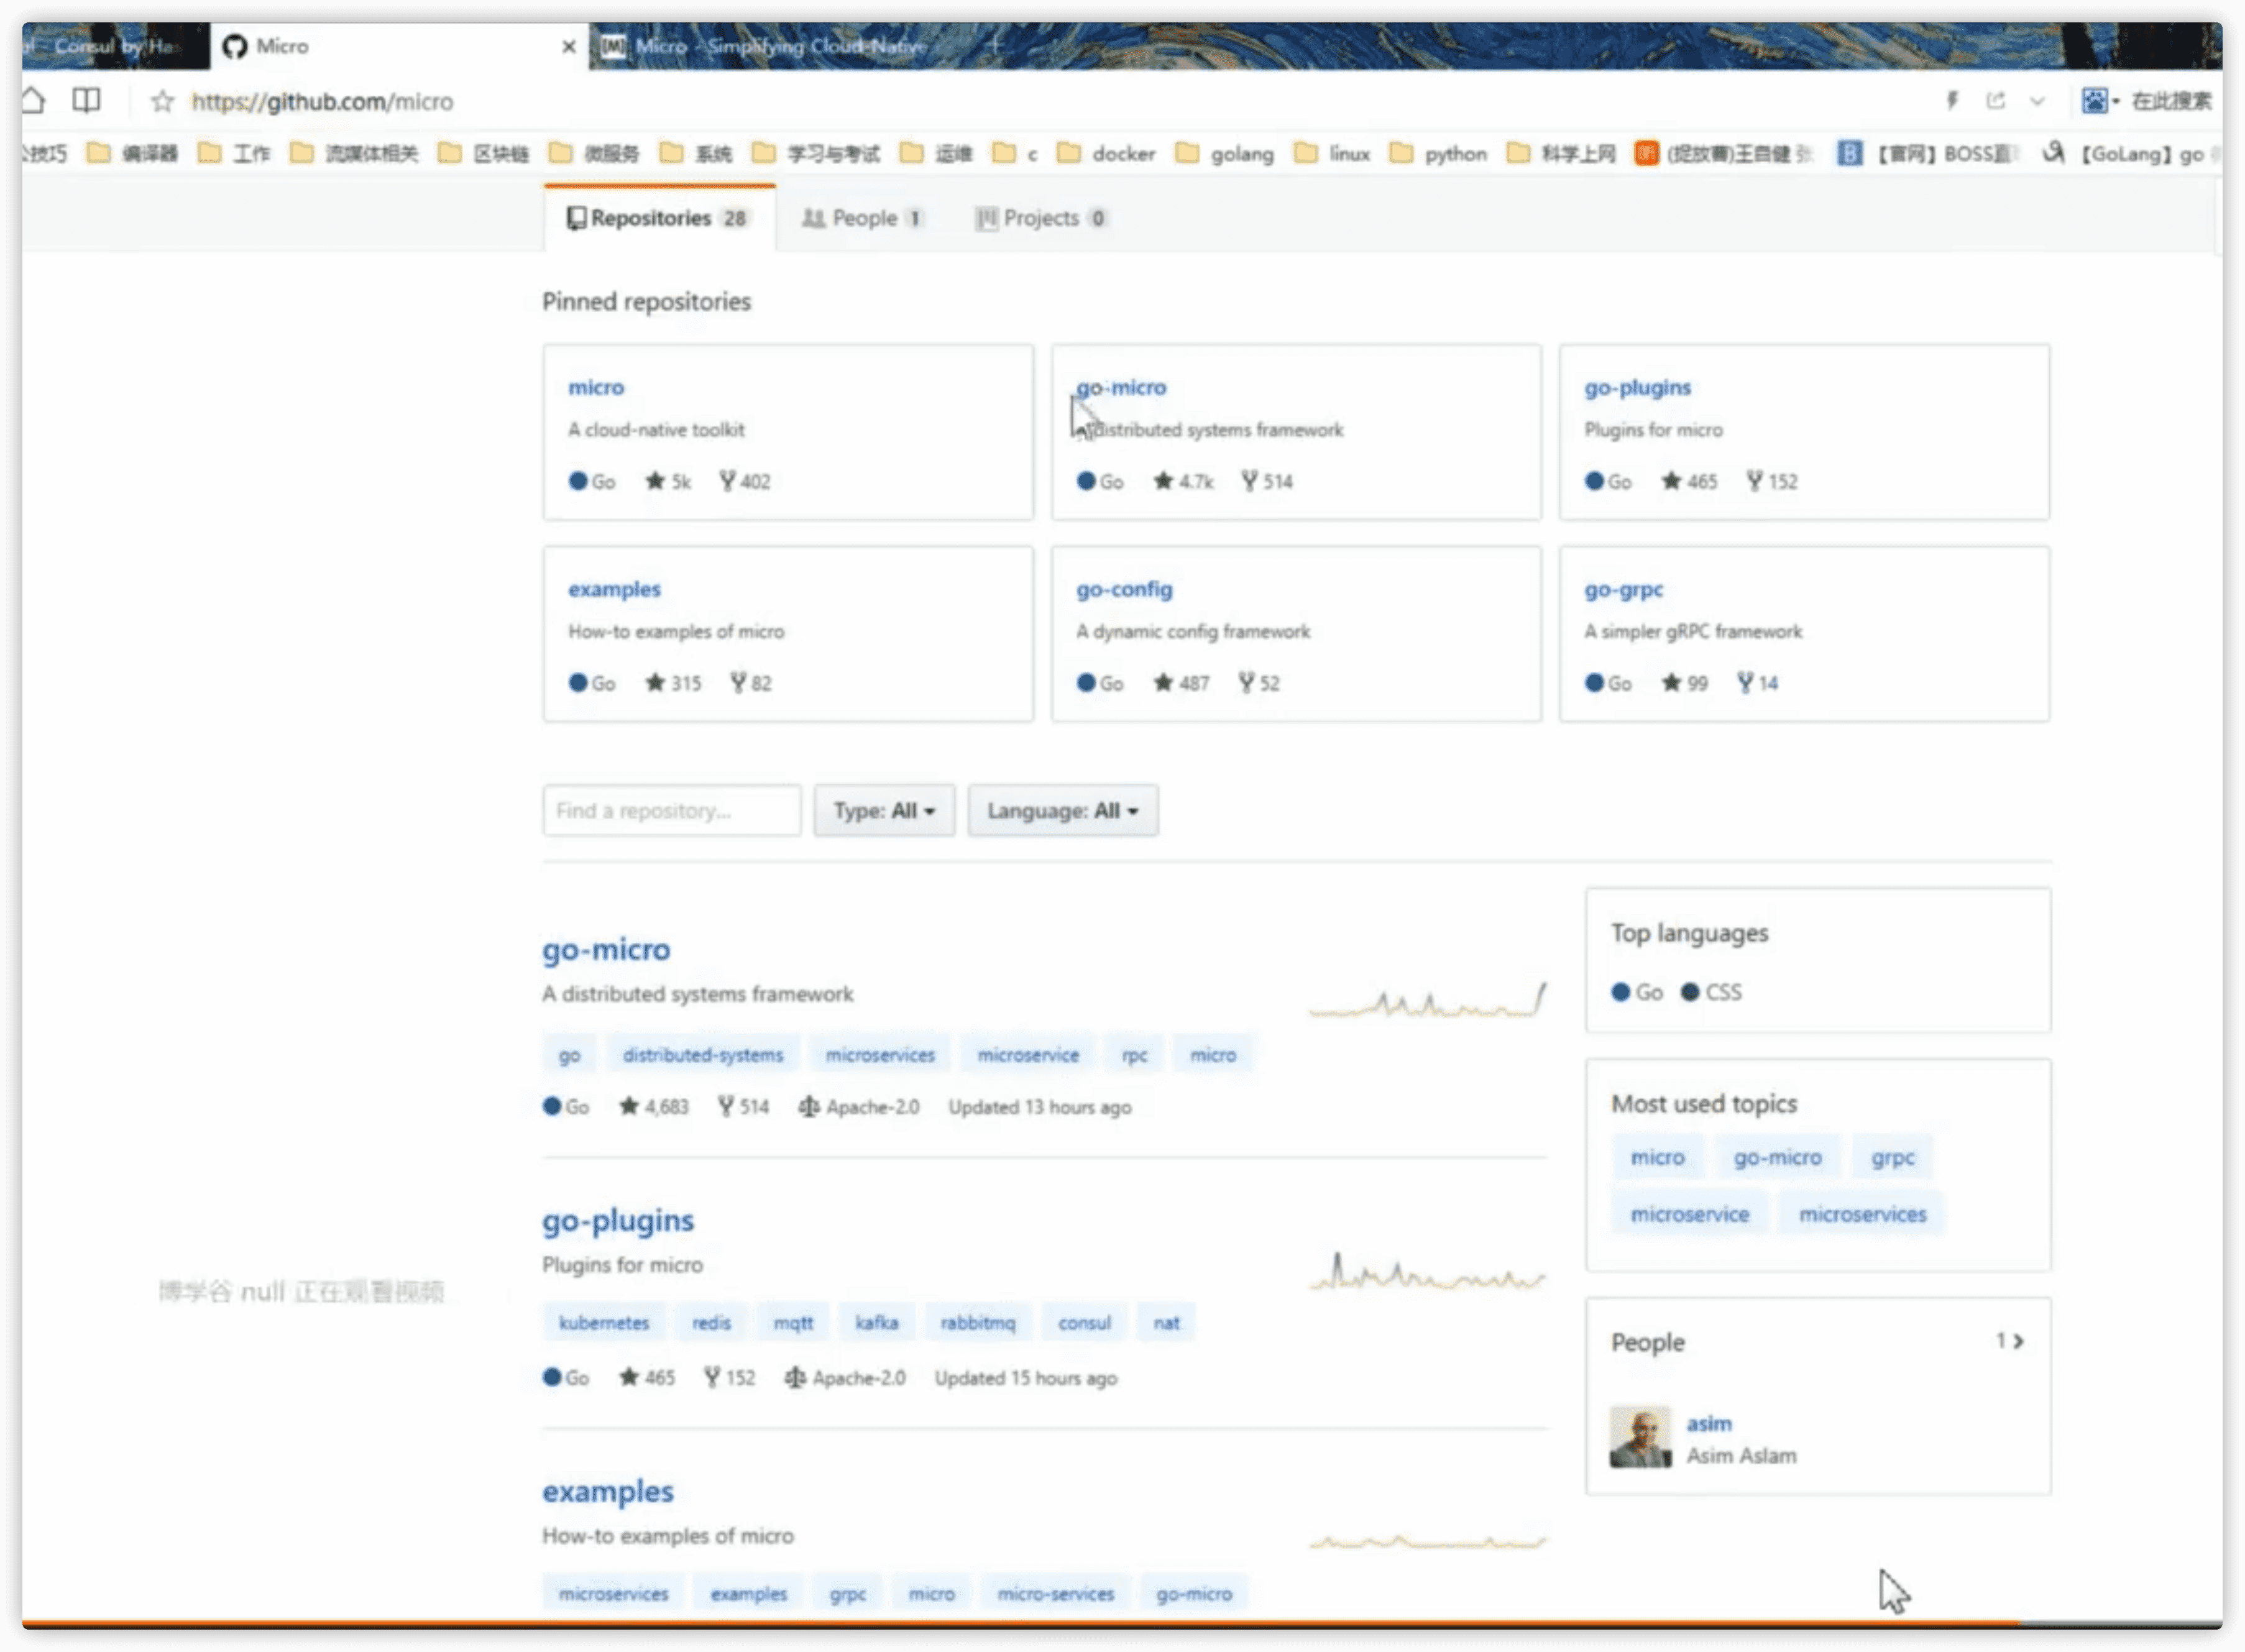 Consul by Ha
Micro
Micro - Simplifying Cloud-Native
https://github.com/micro
在此搜索
技巧 编译器 工作 流媒体相关 区块链 微服务 系统 学习与考试 运维 c docker golang linux python 科学上网 (捉放曹)王自健 张 【官网】BOSS直 【GoLang】go
Repositories 28 People 1 Projects 0
Pinned repositories
micro
A cloud-native toolkit
Go 5k 402
go-micro
A distributed systems framework
Go 4.7k 514
go-plugins
Plugins for micro
Go 465 152
examples
How-to examples of micro
Go 315 82
go-config
A dynamic config framework
Go 487 52
go-grpc
A simpler gRPC framework
Go 99 14
Find a repository...
Type: All
Language: All
go-micro
A distributed systems framework
go distributed-systems microservices microservice rpc micro
Go 4,683 514 Apache-2.0 Updated 13 hours ago
go-plugins
Plugins for micro
kubernetes redis mqtt kafka rabbitmq consul nat
Go 465 152 Apache-2.0 Updated 15 hours ago
examples
How-to examples of micro
microservices examples grpc micro micro-services go-micro
Top languages
Go CSS
Most used topics
micro go-micro grpc
microservice microservices
People 1
asim
Asim Aslam
博学谷 null 正在观看视频